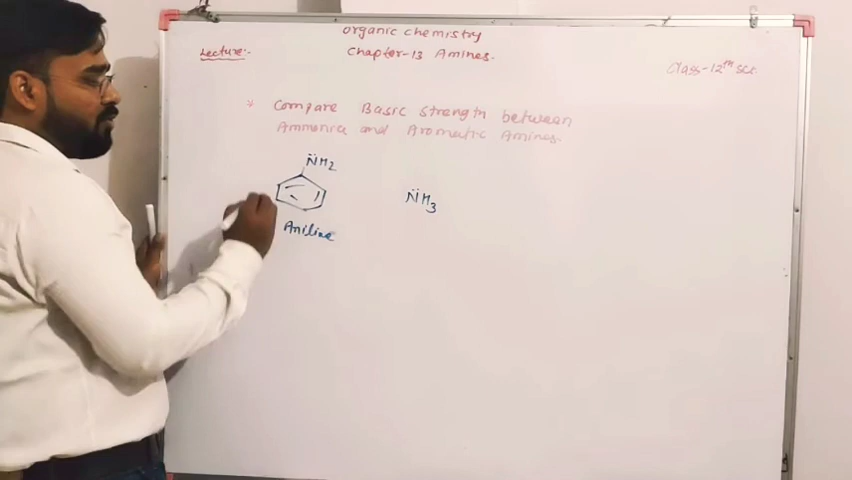 Organic chemistry
Lecture:-
Chapter-13 Amines.
Class-12th sci.
* Compare Basic Strength between
Ammonia and Aromatic Amines.
N̈H2
N̈H3
Aniline